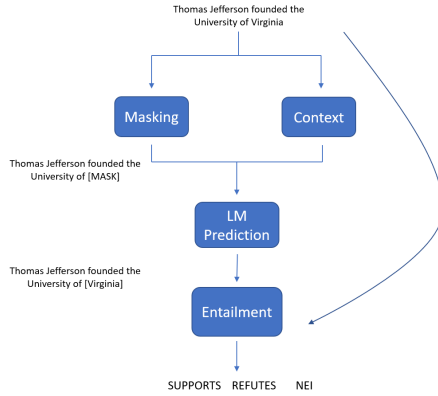 Thomas Jefferson founded the
University of Virginia
Masking
Context
Thomas Jefferson founded the
University of [MASK]
LM
Prediction
Thomas Jefferson founded the
University of [Virginia]
Entailment
SUPPORTS REFUTES NEI